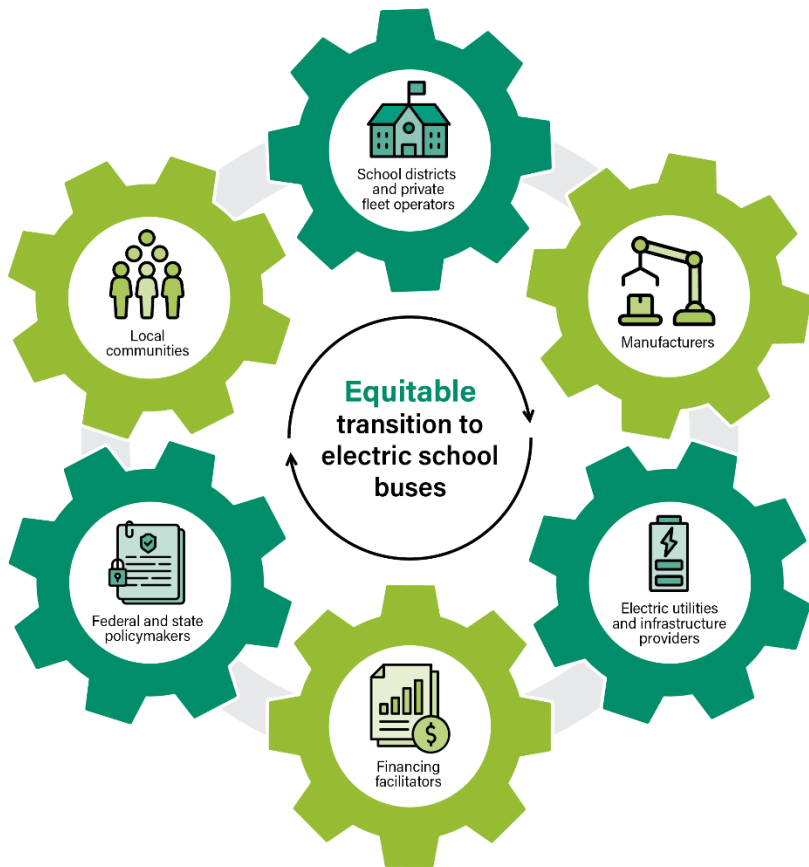 School districts
and private
fleet operators
Local
communities
Manufacturers
Equitable
transition to
electric school
buses
Federal and state
policymakers
Electric utilities
and infrastructure
providers
$
Financing
facilitators